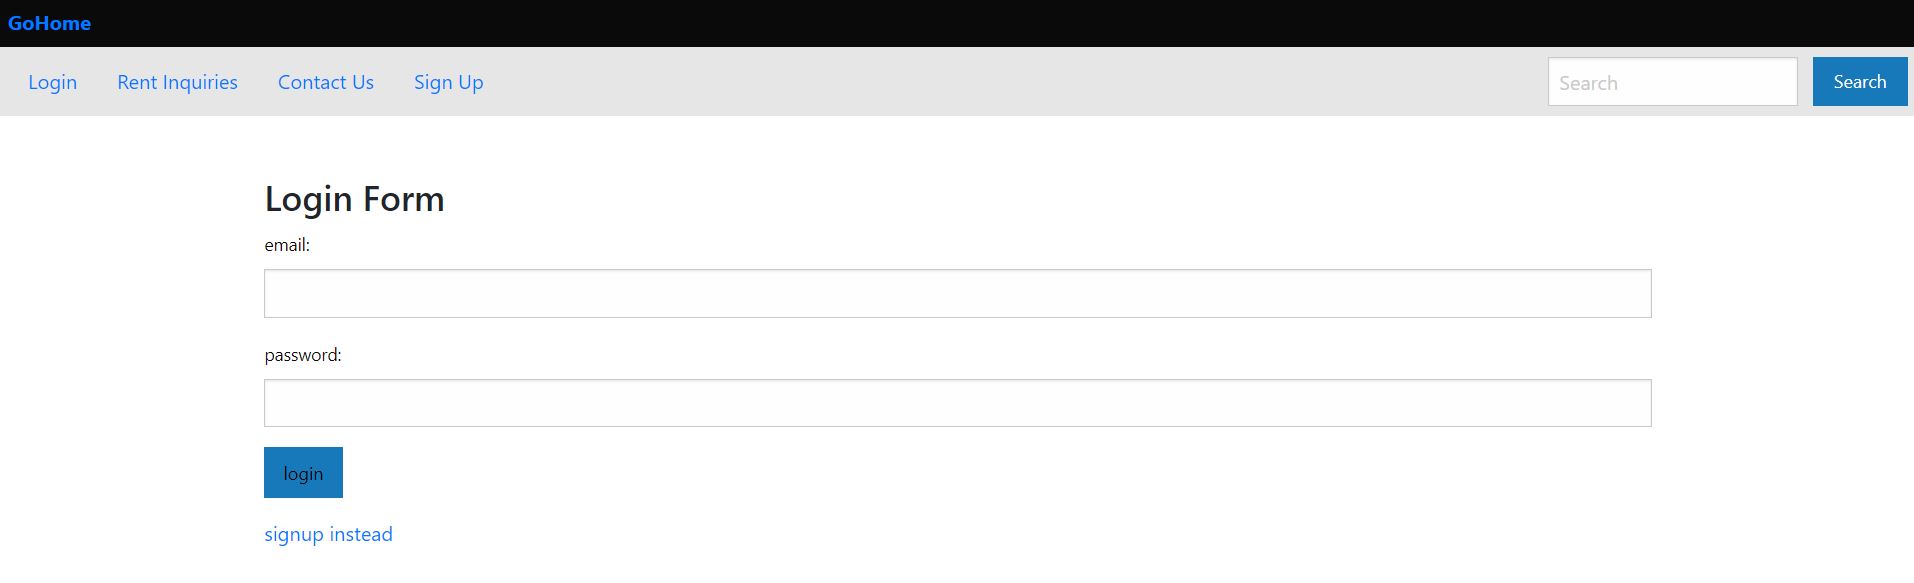 GoHome
Login Rent Inquiries Contact Us Sign Up Search Search
Login Form
email:
password:
login
signup instead